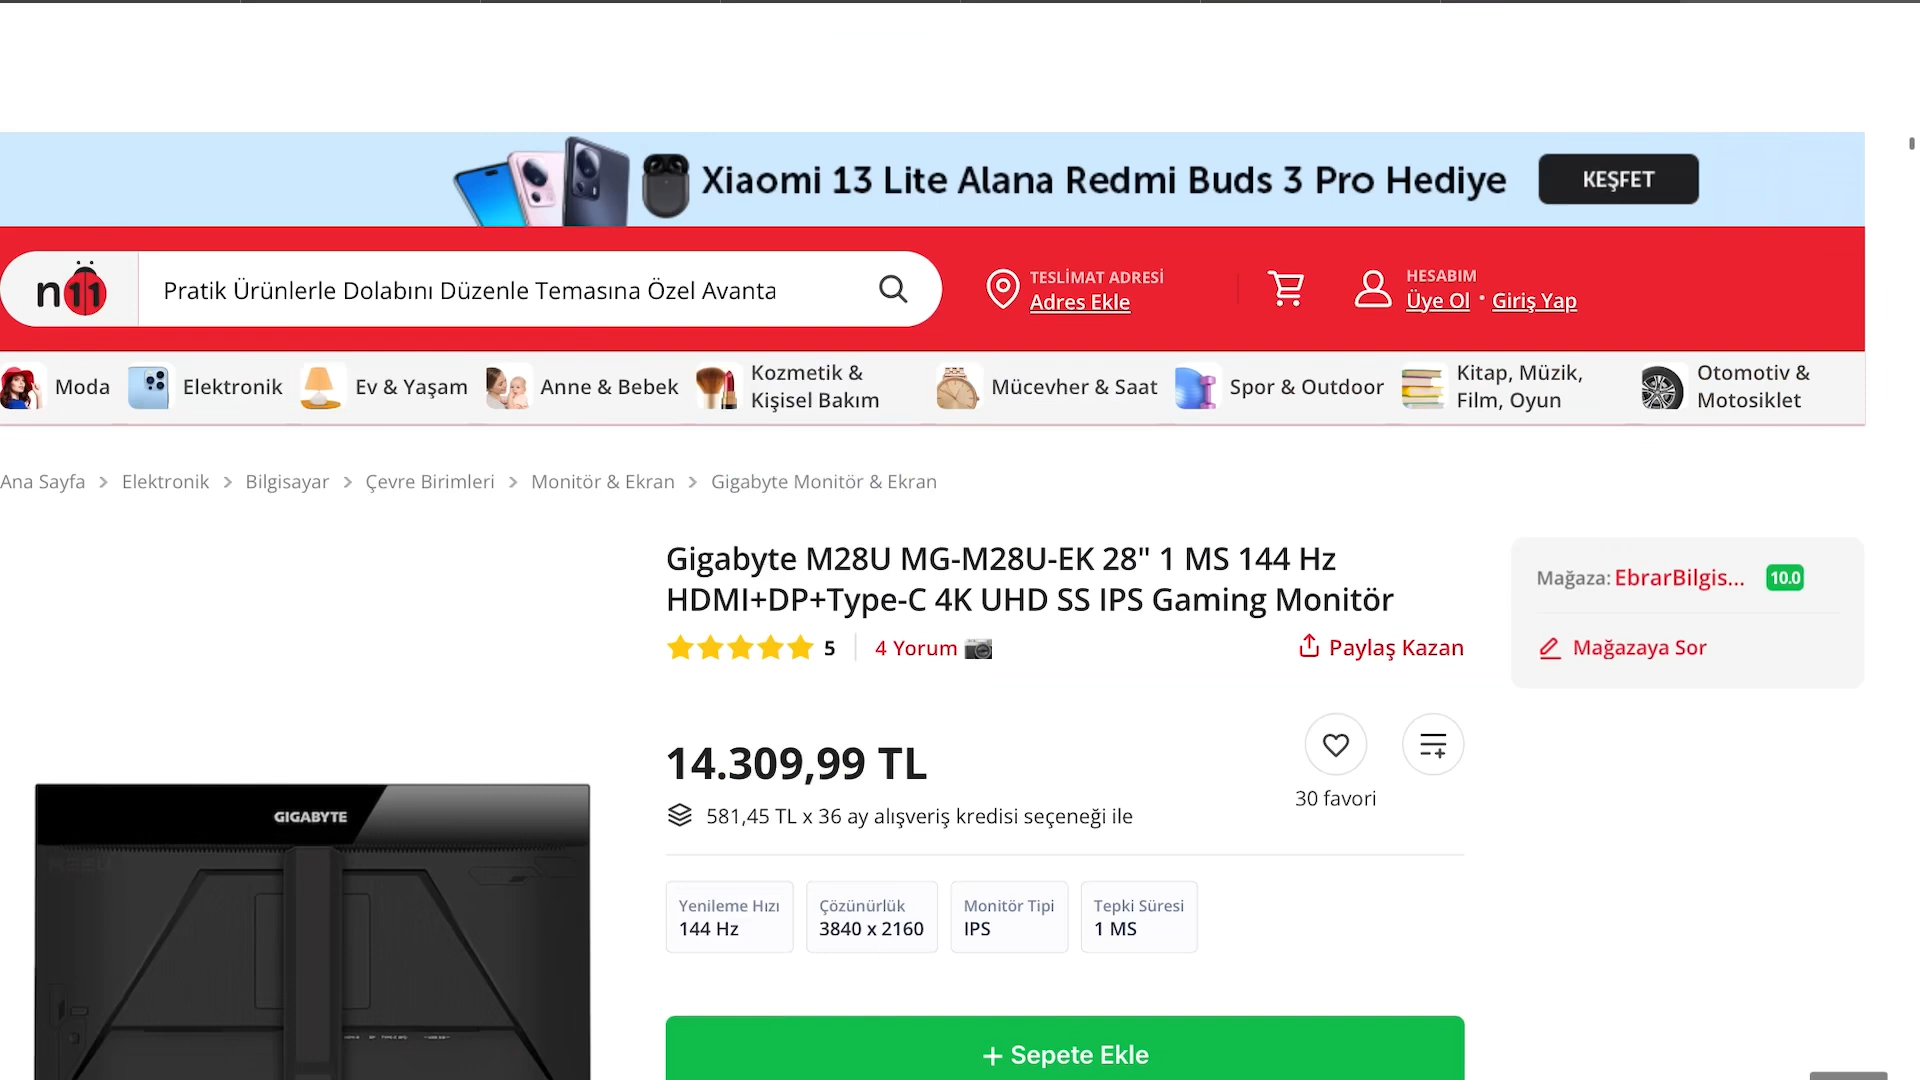 Xiaomi 13 Lite Alana Redmi Buds 3 Pro Hediye
KEŞFET
n11
Pratik Ürünlerle Dolabını Düzenle Temasına Özel Avanta
TESLİMAT ADRESİ
Adres Ekle
HESABIM
Üye Ol • Giriş Yap
Moda
Elektronik
Ev & Yaşam
Anne & Bebek
Kozmetik &
Kişisel Bakım
Mücevher & Saat
Spor & Outdoor
Kitap, Müzik,
Film, Oyun
Otomotiv &
Motosiklet
Ana Sayfa > Elektronik > Bilgisayar > Çevre Birimleri > Monitör & Ekran > Gigabyte Monitör & Ekran
Gigabyte M28U MG-M28U-EK 28" 1 MS 144 Hz
HDMI+DP+Type-C 4K UHD SS IPS Gaming Monitör
5
4 Yorum
Paylaş Kazan
Mağaza: EbrarBilgis... 10.0
Mağazaya Sor
14.309,99 TL
581,45 TL x 36 ay alışveriş kredisi seçeneği ile
30 favori
GIGABYTE
Yenileme Hızı
144 Hz
Çözünürlük
3840 x 2160
Monitör Tipi
IPS
Tepki Süresi
1 MS
+ Sepete Ekle